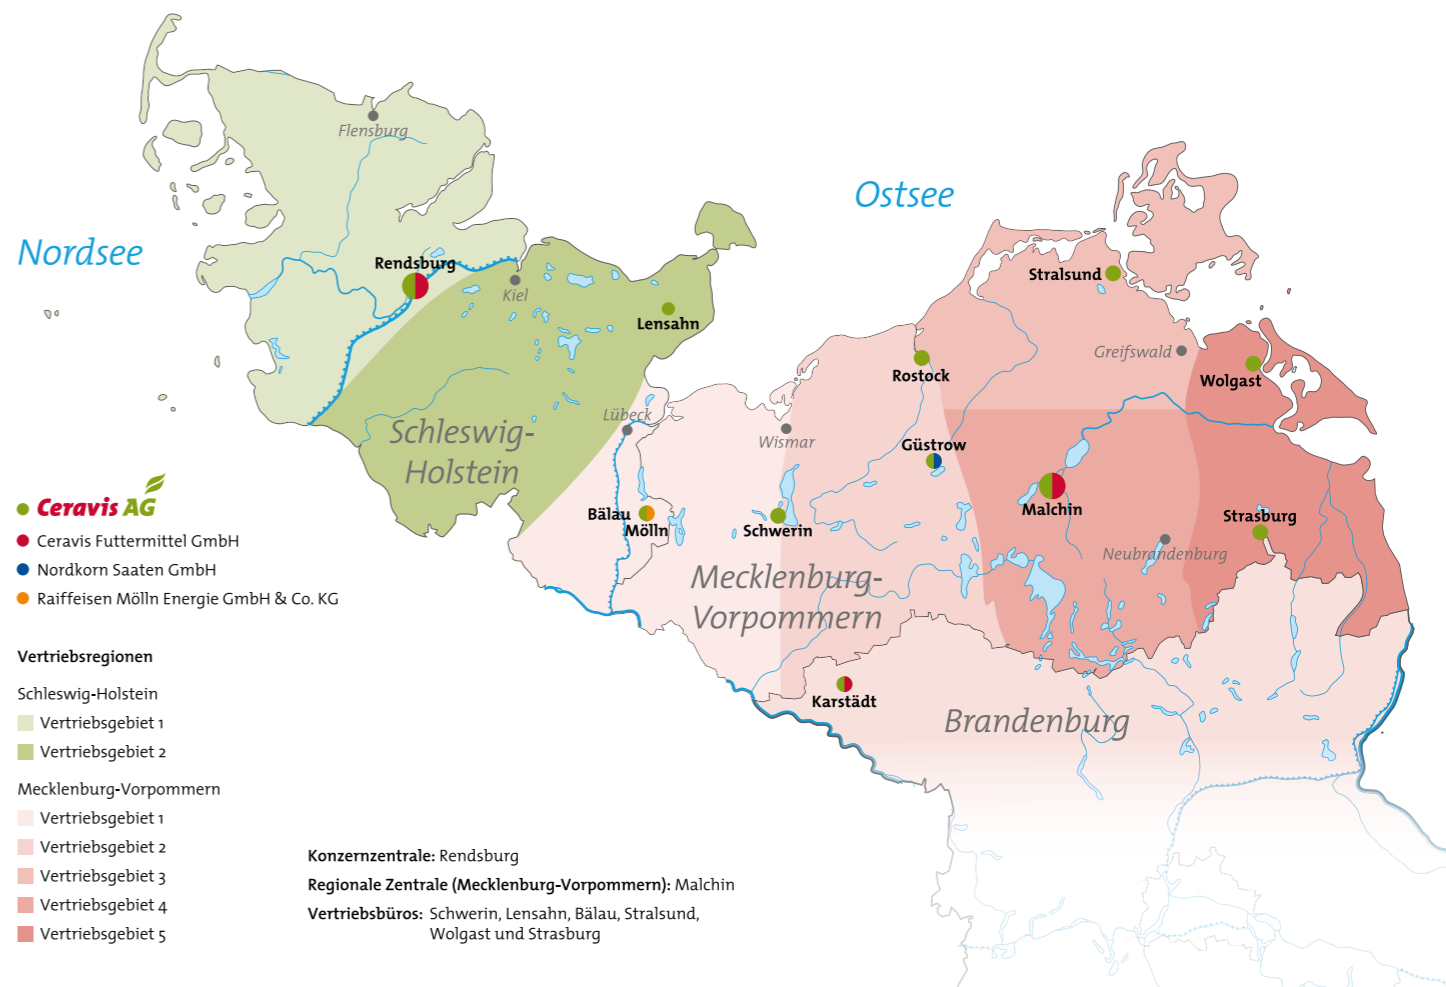 Flensburg
Ostsee
Nordsee
Rendsburg
Kiel
Stralsund
Lensahn
Greifswald
Rostock
Wolgast
Lübeck
Schleswig-
Holstein
Wismar
Güstrow
Malchin
Bälau
Mölln
Schwerin
Strasburg
Neubrandenburg
Mecklenburg-
Vorpommern
Karstädt
Brandenburg
Ceravis AG
Ceravis Futtermittel GmbH
Nordkorn Saaten GmbH
Raiffeisen Mölln Energie GmbH & Co. KG
Vertriebsregionen
Schleswig-Holstein
Vertriebsgebiet 1
Vertriebsgebiet 2
Mecklenburg-Vorpommern
Vertriebsgebiet 1
Vertriebsgebiet 2
Vertriebsgebiet 3
Vertriebsgebiet 4
Vertriebsgebiet 5
Konzernzentrale: Rendsburg
Regionale Zentrale (Mecklenburg-Vorpommern): Malchin
Vertriebsbüros: Schwerin, Lensahn, Bälau, Stralsund,
Wolgast und Strasburg